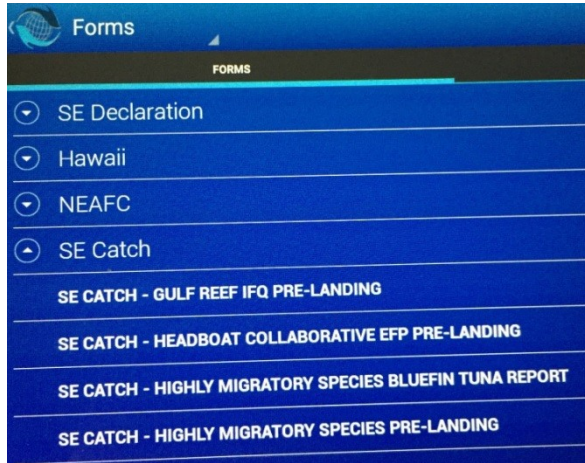 Forms
FORMS
SE Declaration
Hawaii
NEAFC
SE Catch
SE CATCH - GULF REEF IFQ PRE-LANDING
SE CATCH - HEADBOAT COLLABORATIVE EFP PRE-LANDING
SE CATCH - HIGHLY MIGRATORY SPECIES BLUEFIN TUNA REPORT
SE CATCH - HIGHLY MIGRATORY SPECIES PRE-LANDING